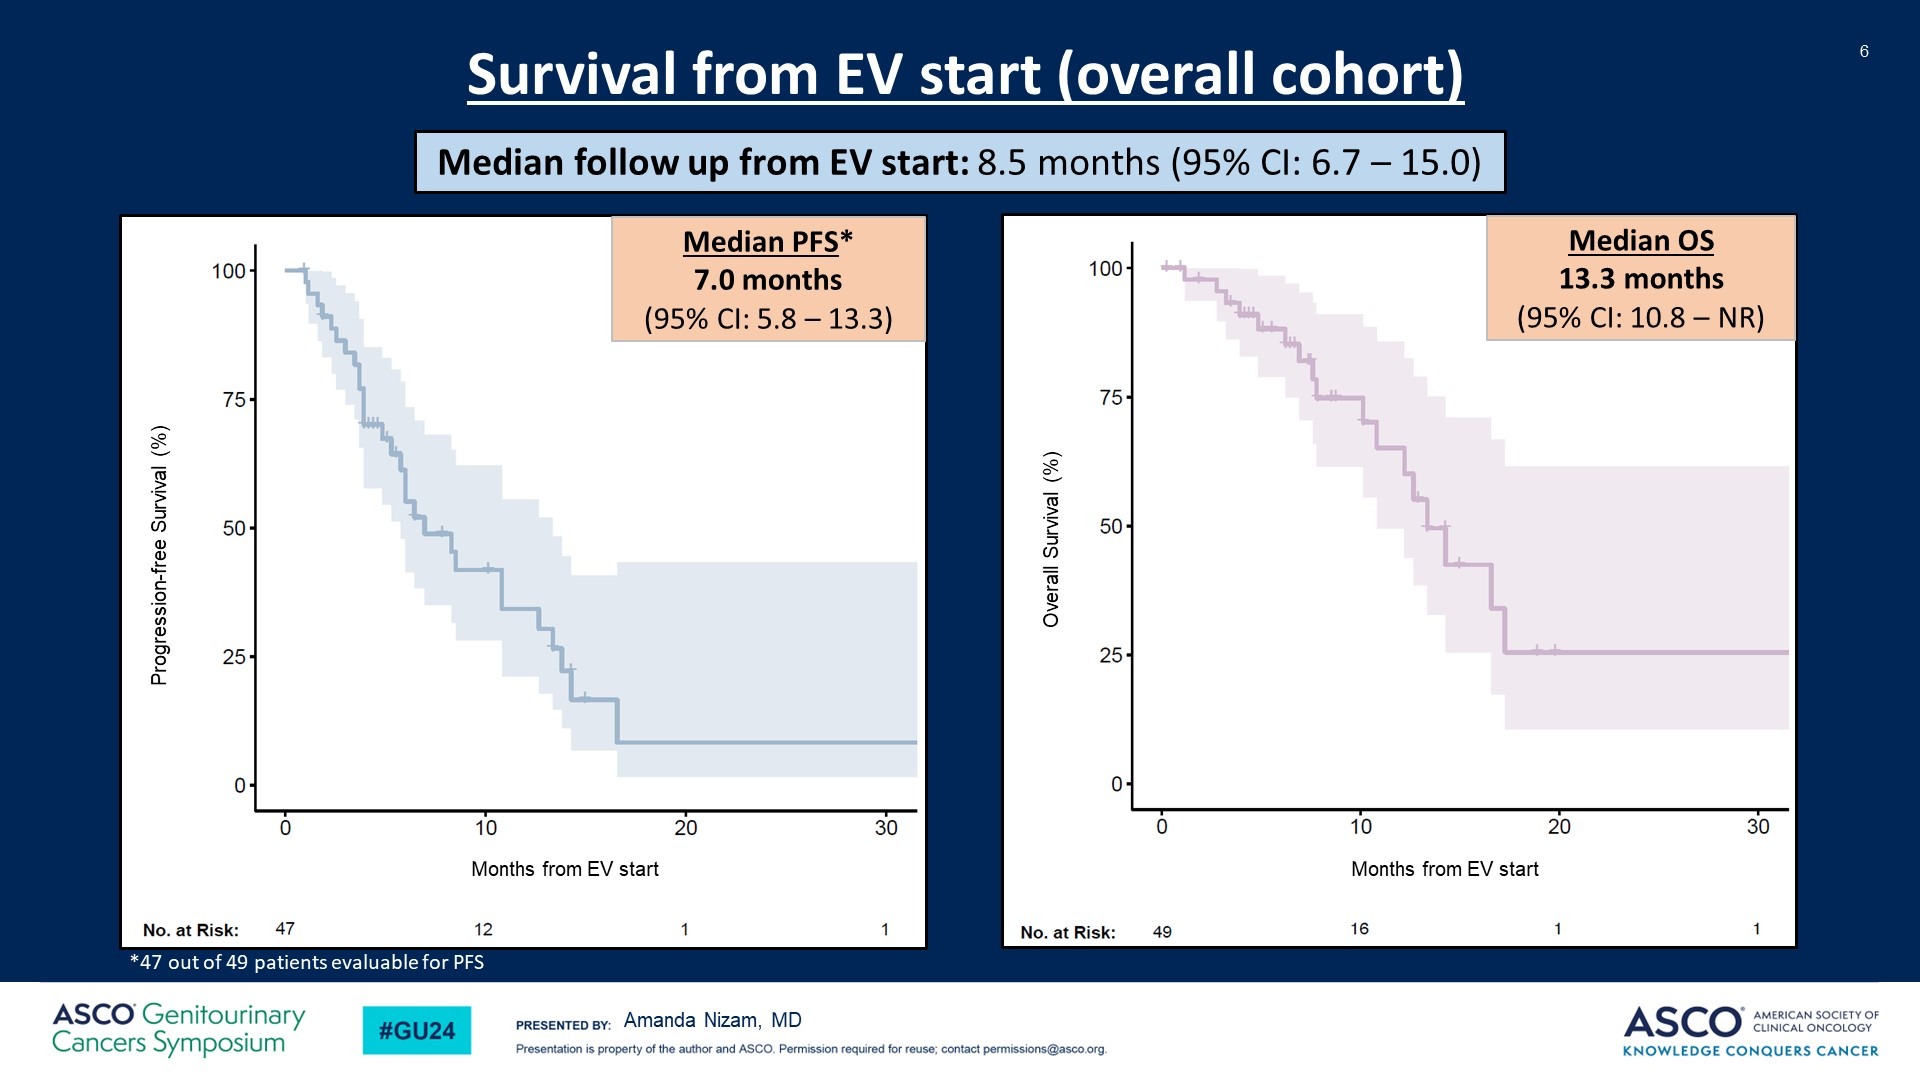 6
Survival from EV start (overall cohort)
Median follow up from EV start: 8.5 months (95% CI: 6.7 – 15.0)
Median PFS*
7.0 months
(95% CI: 5.8 – 13.3)
100
75
50
25
0
Progression-free Survival (%)
0 10 20 30
Months from EV start
No. at Risk: 47 12 1 1
*47 out of 49 patients evaluable for PFS
Median OS
13.3 months
(95% CI: 10.8 – NR)
100
75
50
25
0
Overall Survival (%)
0 10 20 30
Months from EV start
No. at Risk: 49 16 1 1
ASCO® Genitourinary
Cancers Symposium
#GU24
PRESENTED BY: Amanda Nizam, MD
Presentation is property of the author and ASCO. Permission required for reuse; contact permissions@asco.org.
ASCO® AMERICAN SOCIETY OF
CLINICAL ONCOLOGY
KNOWLEDGE CONQUERS CANCER